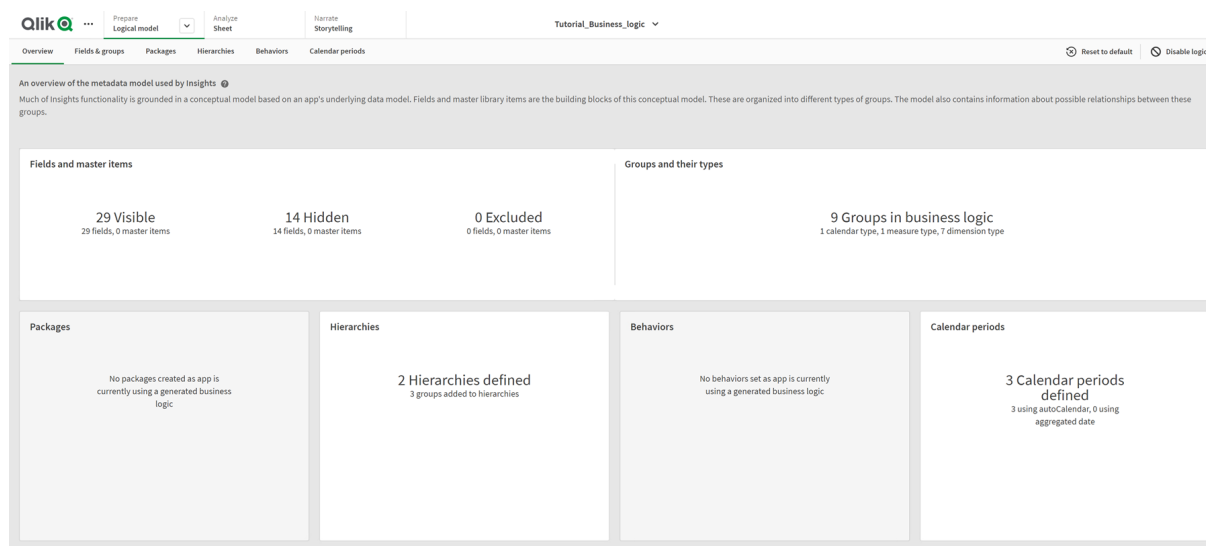 Qlik
Prepare
Logical model
Analyze
Sheet
Narrate
Storytelling
Tutorial_Business_logic
Overview
Fields & groups
Packages
Hierarchies
Behaviors
Calendar periods
Reset to default
Disable logic
An overview of the metadata model used by Insights
Much of Insights functionality is grounded in a conceptual model based on an app's underlying data model. Fields and master library items are the building blocks of this conceptual model. These are organized into different types of groups. The model also contains information about possible relationships between these
groups.
Fields and master items
29 Visible
29 fields, 0 master items
14 Hidden
14 fields, 0 master items
0 Excluded
0 fields, 0 master items
Groups and their types
9 Groups in business logic
1 calendar type, 1 measure type, 7 dimension type
Packages
No packages created as app is
currently using a generated business
logic
Hierarchies
2 Hierarchies defined
3 groups added to hierarchies
Behaviors
No behaviors set as app is currently
using a generated business logic
Calendar periods
3 Calendar periods
defined
3 using autoCalendar, 0 using
aggregated date